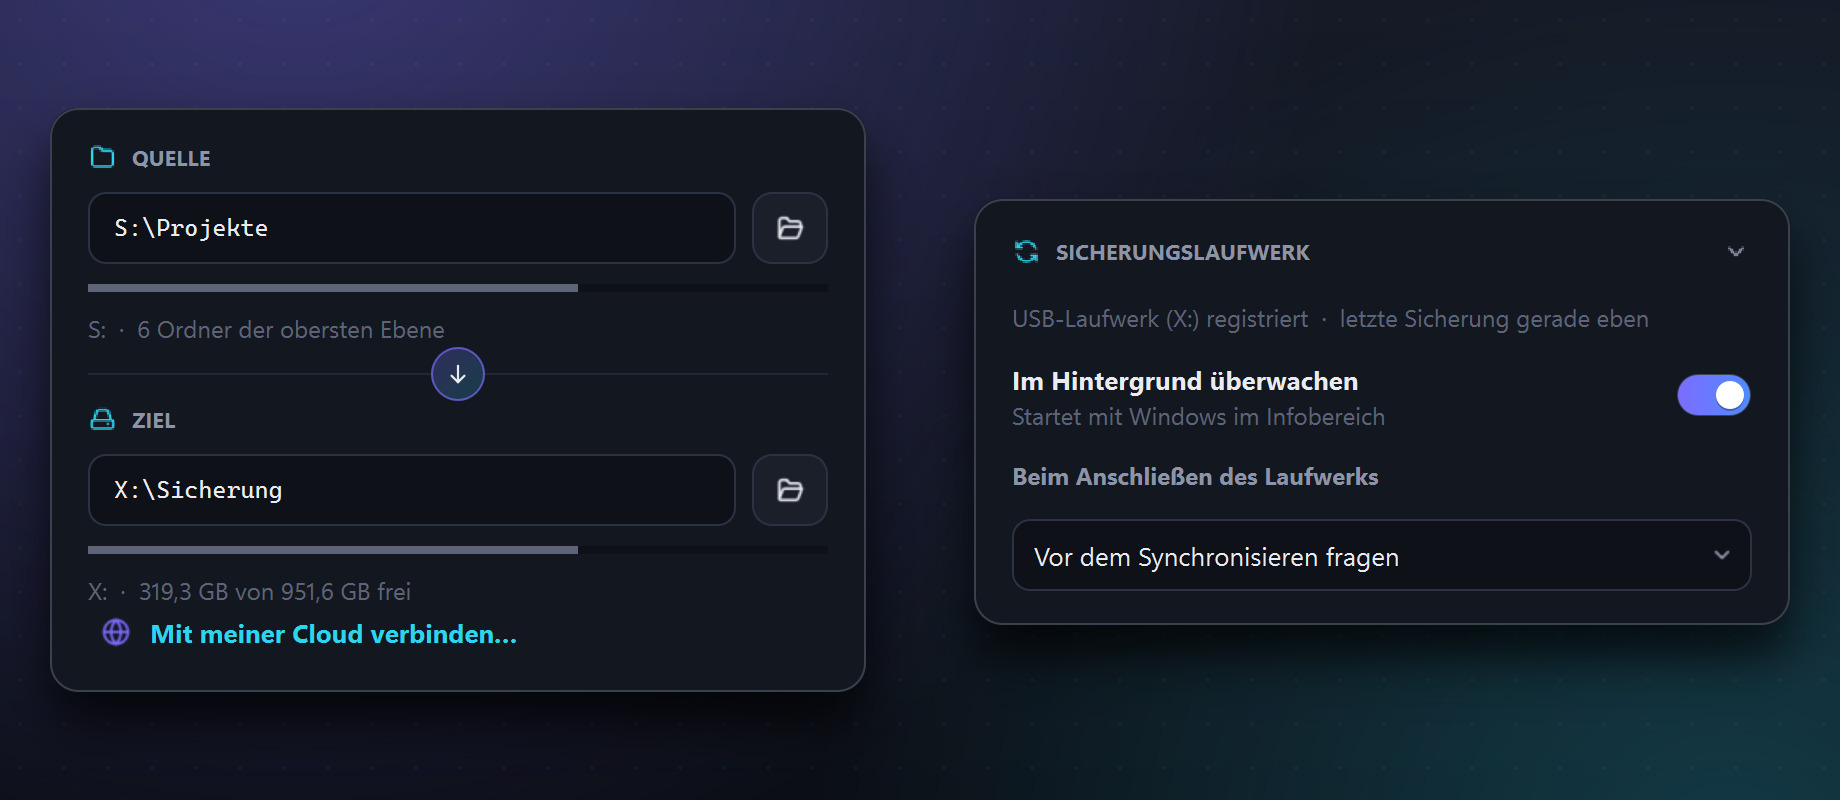 QUELLE
S:\Projekte
S: · 6 Ordner der obersten Ebene
ZIEL
X:\Sicherung
X: · 319,3 GB von 951,6 GB frei
Mit meiner Cloud verbinden...
SICHERUNGSLAUFWERK
USB-Laufwerk (X:) registriert · letzte Sicherung gerade eben
Im Hintergrund überwachen
Startet mit Windows im Infobereich
Beim Anschließen des Laufwerks
Vor dem Synchronisieren fragen